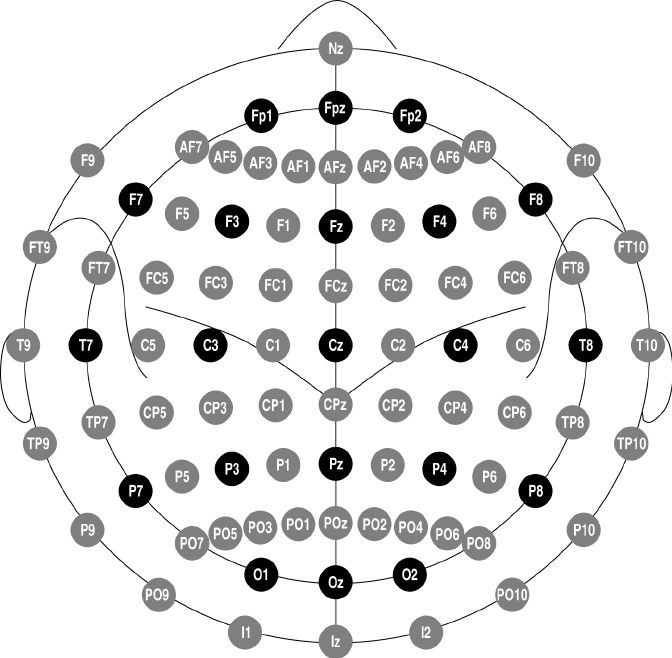 Nz
Fp1 Fpz Fp2
AF7 AF5 AF3 AF1 AFz AF2 AF4 AF6 AF8
F9 F10
F7 F5 F3 F1 Fz F2 F4 F6 F8
FT9 FT7 FC5 FC3 FC1 FCz FC2 FC4 FC6 FT8 FT10
T9 T7 C5 C3 C1 Cz C2 C4 C6 T8 T10
TP9 TP7 CP5 CP3 CP1 CPz CP2 CP4 CP6 TP8 TP10
P7 P5 P3 P1 Pz P2 P4 P6 P8
P9 PO7 PO5 PO3 PO1 POz PO2 PO4 PO6 PO8 P10
PO9 O1 Oz O2 PO10
I1 Iz I2